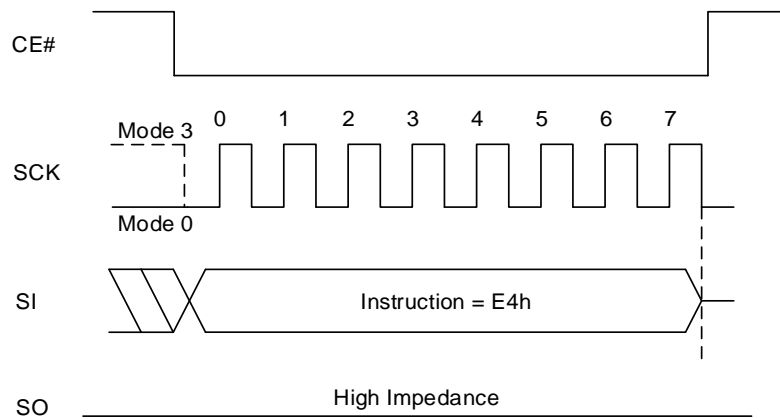 CE#
Mode 3
0 1 2 3 4 5 6 7
SCK
Mode 0
SI
Instruction = E4h
SO
High Impedance